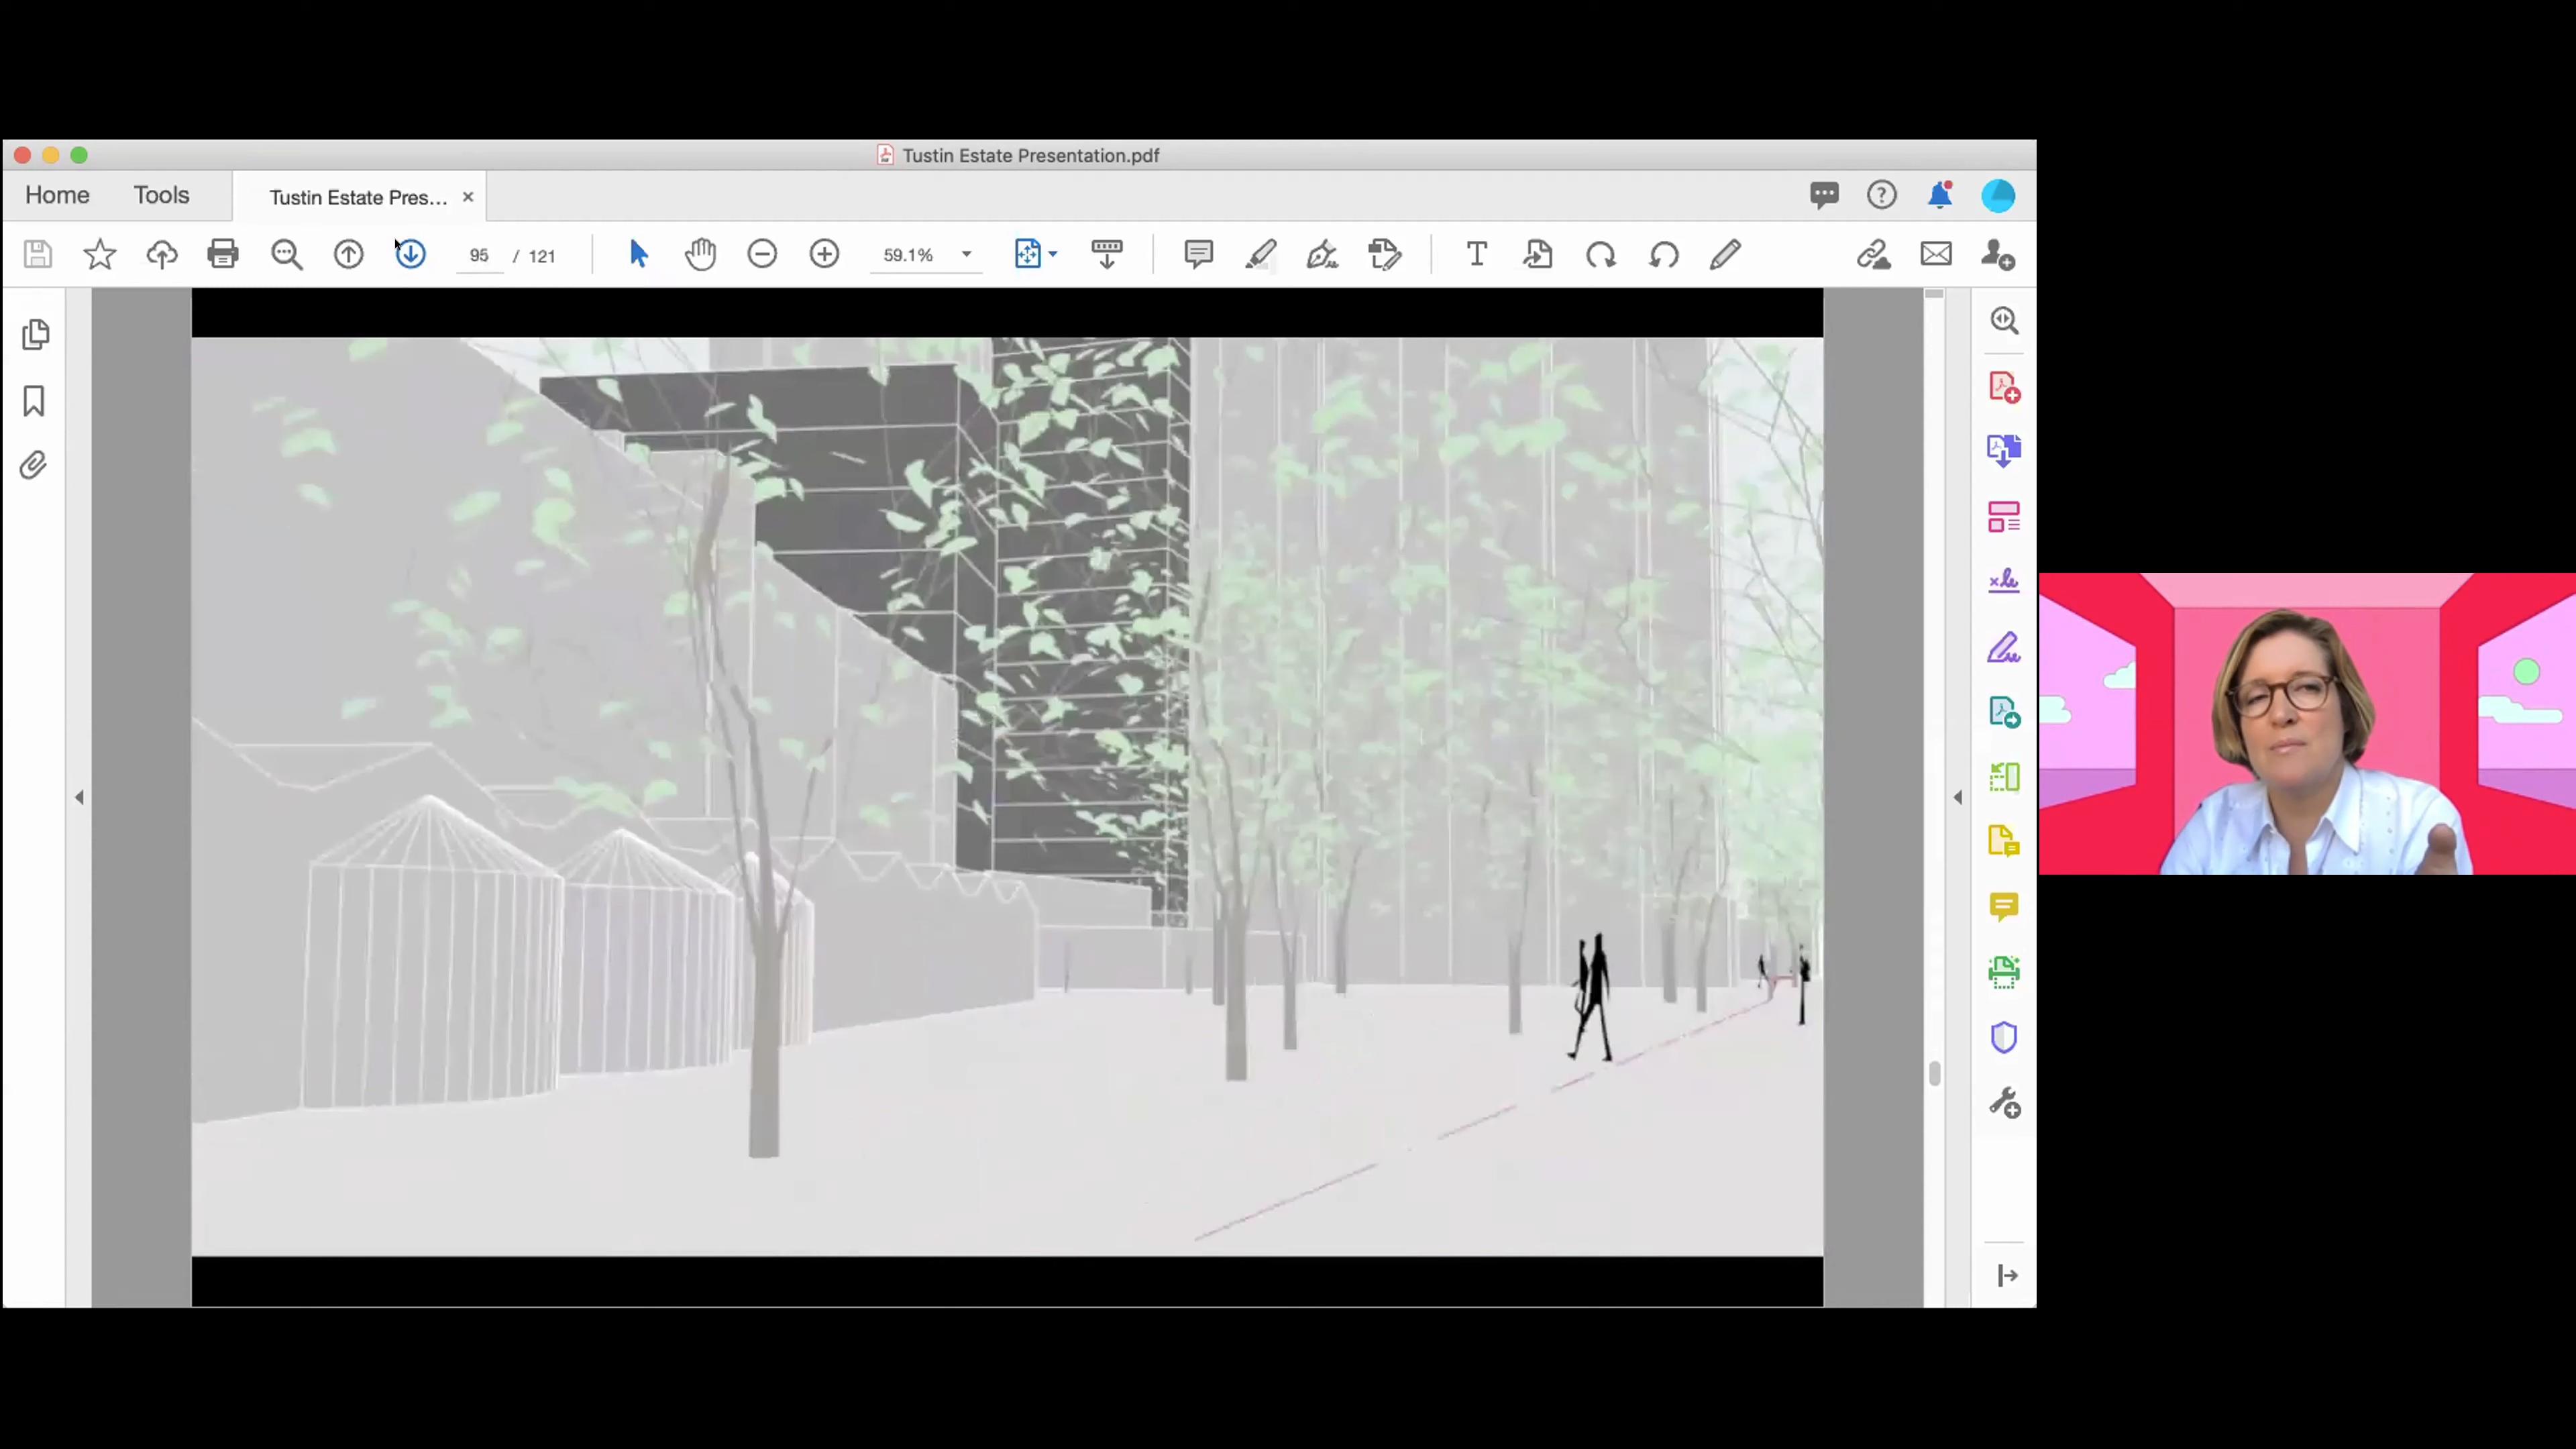 Tustin Estate Presentation.pdf
Home Tools Tustin Estate Pres...
95 / 121 59.1%